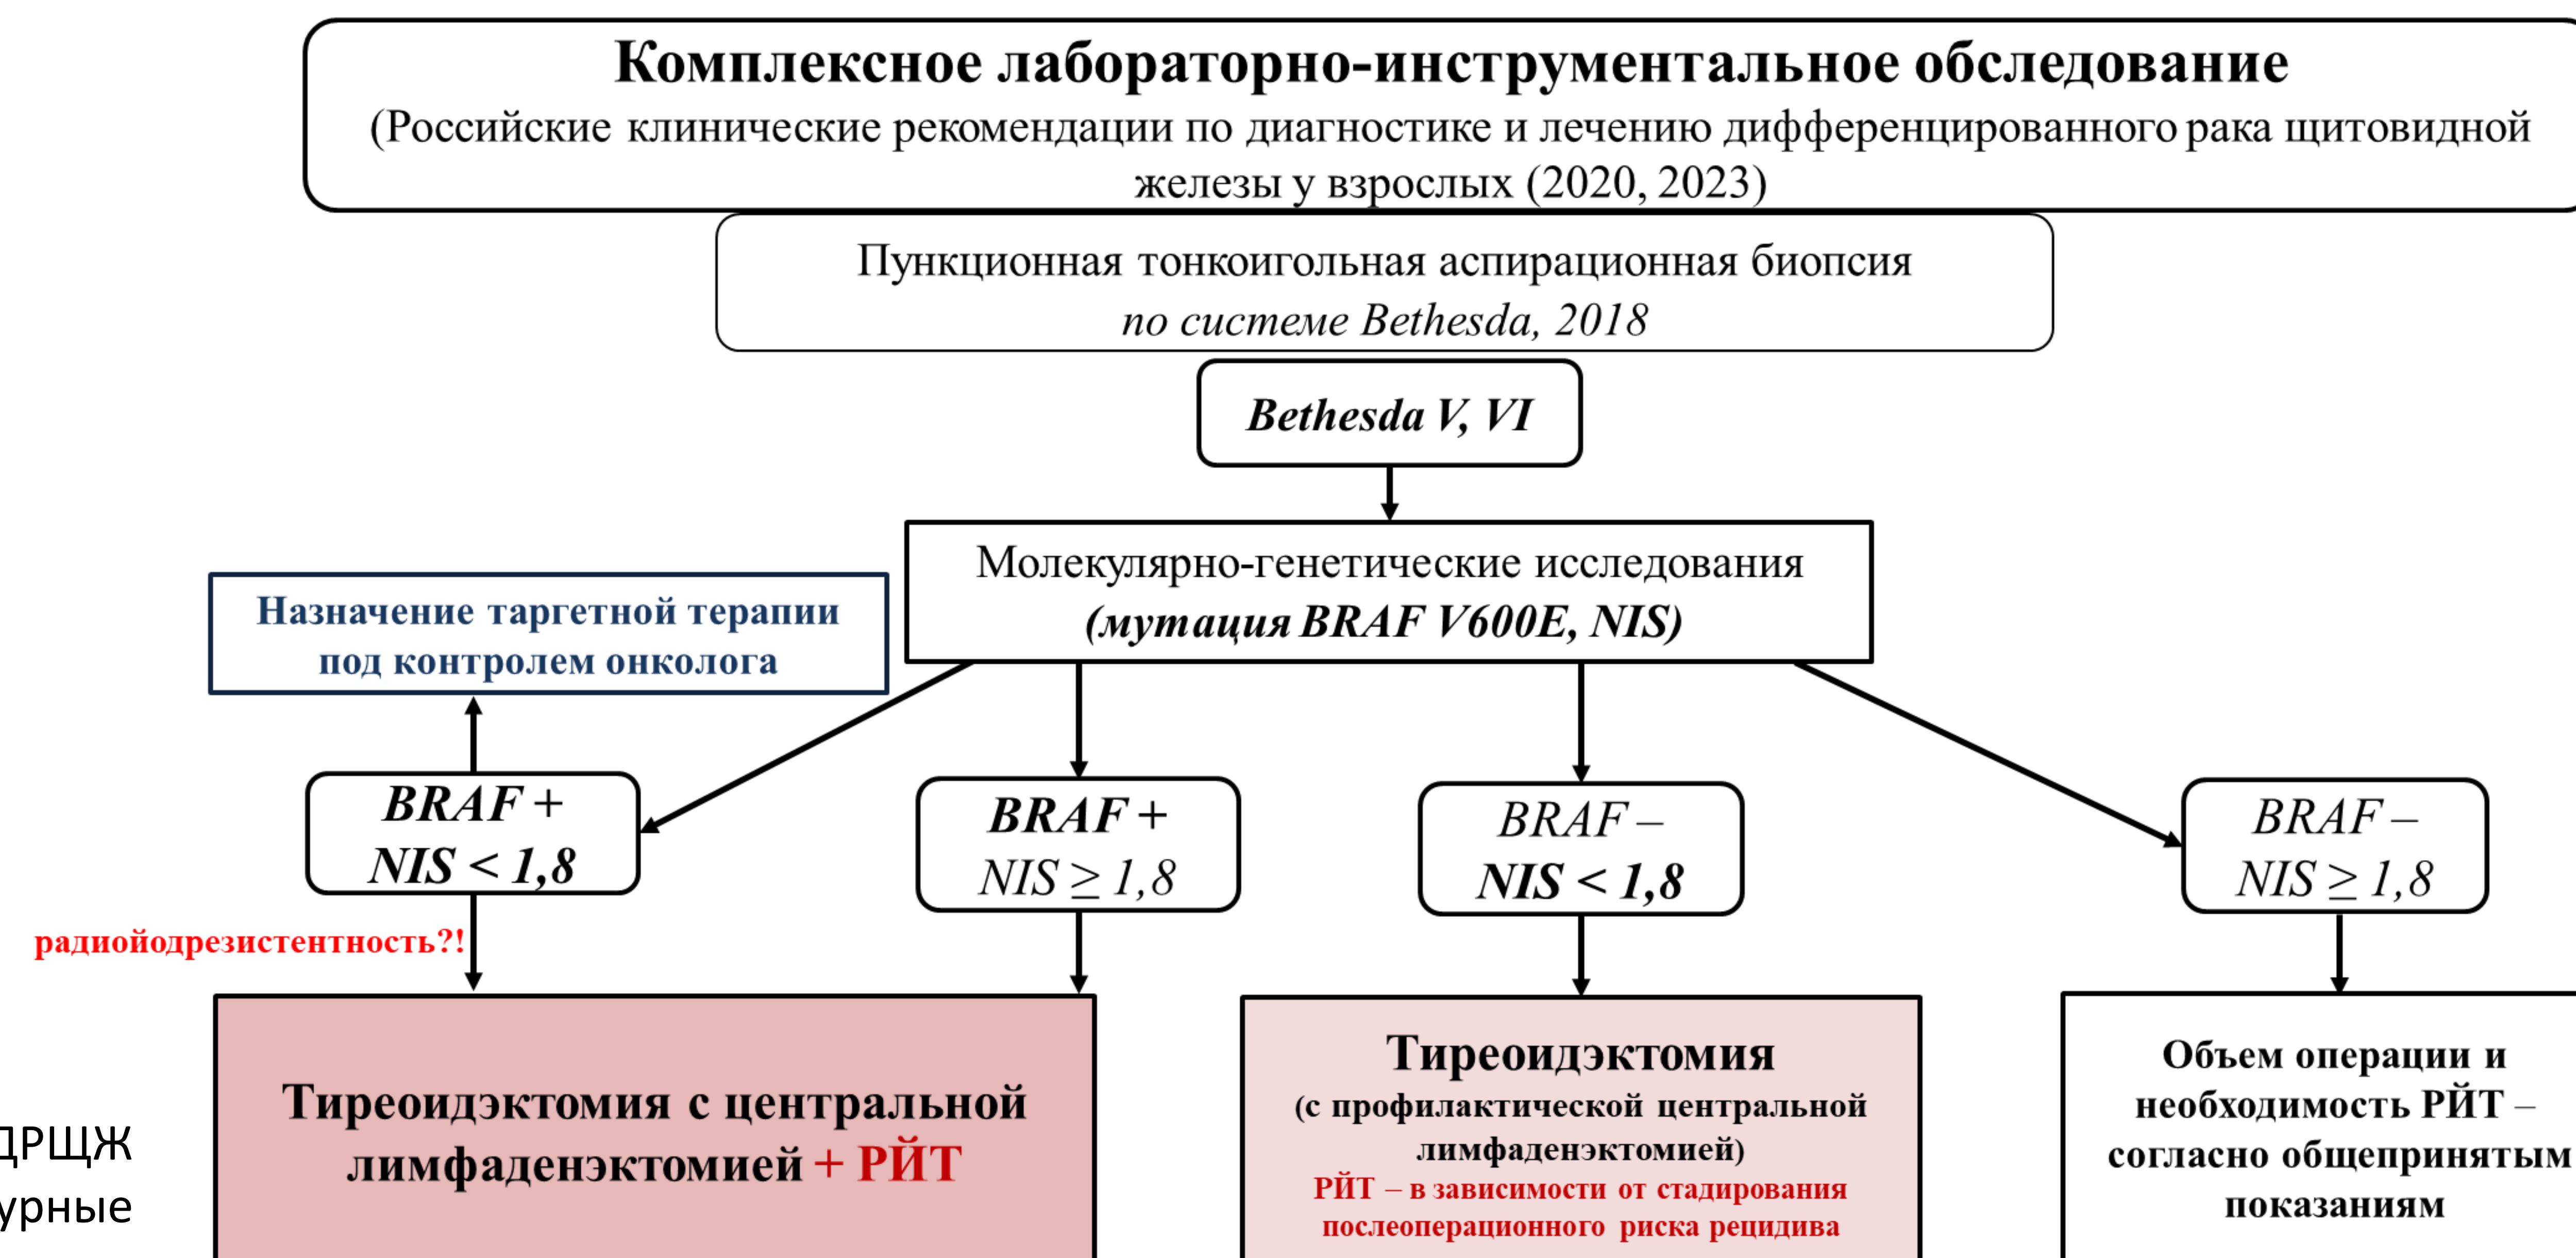 Комплексное лабораторно-инструментальное обследование
(Российские клинические рекомендации по диагностике и лечению дифференцированного рака щитовидной
железы у взрослых (2020, 2023)
Пункционная тонкоигольная аспирационная биопсия
по системе Bethesda, 2018
Bethesda V, VI
Молекулярно-генетические исследования
(мутация BRAF V600E, NIS)
Назначение таргетной терапии
под контролем онколога
BRAF +
NIS < 1,8
BRAF +
NIS ≥ 1,8
BRAF –
NIS < 1,8
BRAF –
NIS ≥ 1,8
радиойодрезистентность?!
Тиреоидэктомия с центральной
лимфаденэктомией + РЙТ
Тиреоидэктомия
(с профилактической центральной
лимфаденэктомией)
РЙТ – в зависимости от стадирования
послеоперационного риска рецидива
Объем операции и
необходимость РЙТ –
согласно общепринятым
показаниям
ДРЩЖ